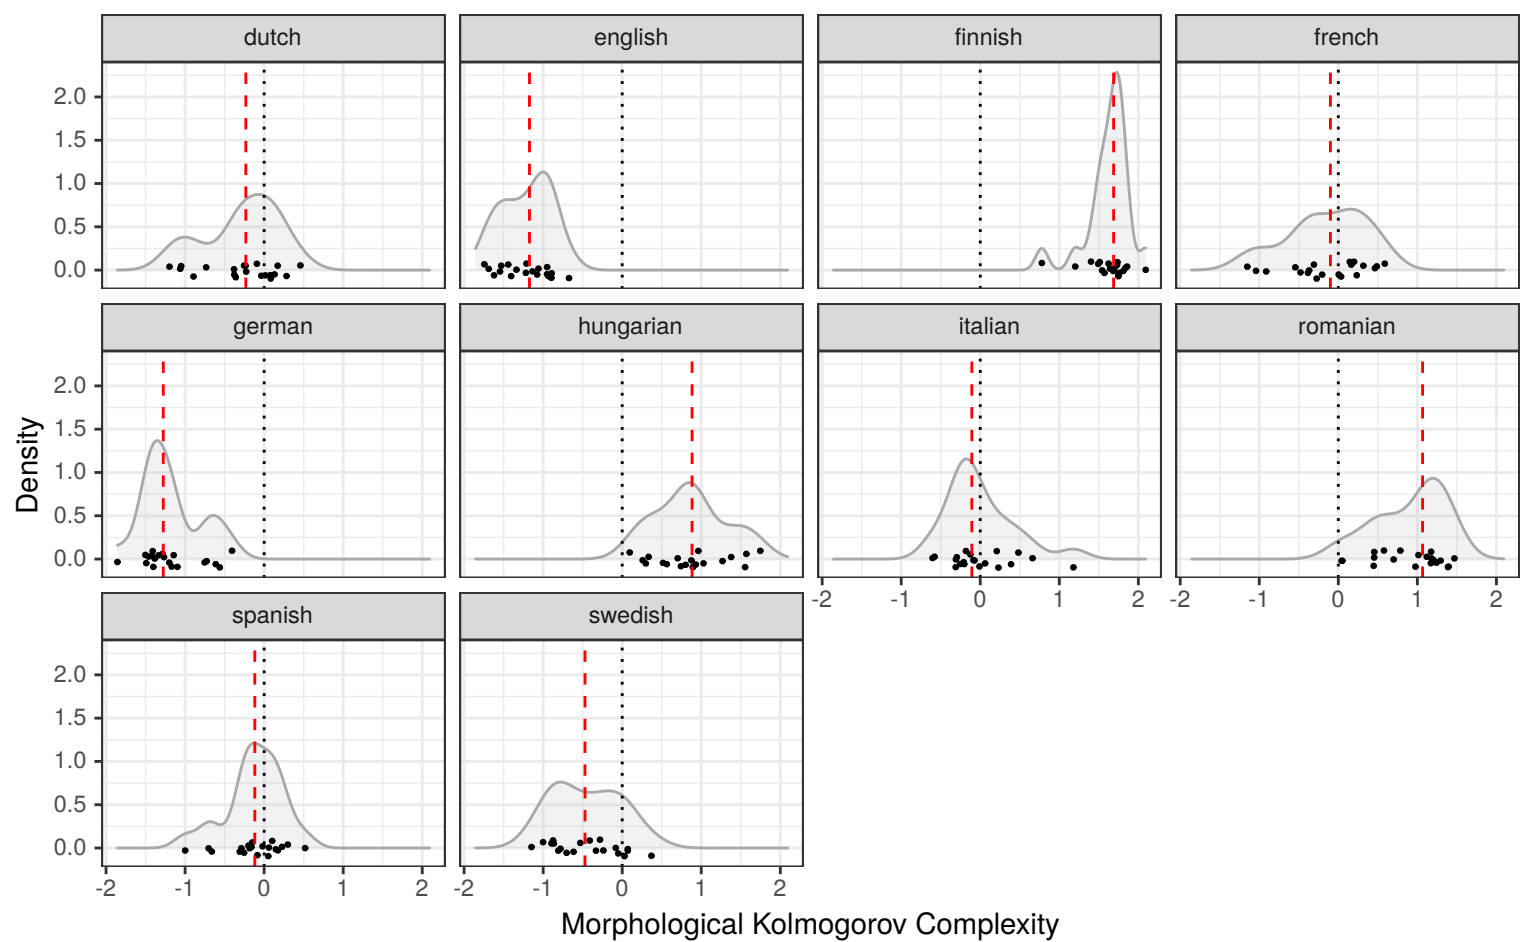 dutch english finnish french
2.0
1.5
1.0
0.5
0.0
german hungarian italian romanian
2.0
1.5
1.0
0.5
0.0
-2 -1 0 1 2 -2 -1 0 1 2
spanish swedish
2.0
1.5
1.0
0.5
0.0
-2 -1 0 1 2 -2 -1 0 1 2
Density
Morphological Kolmogorov Complexity